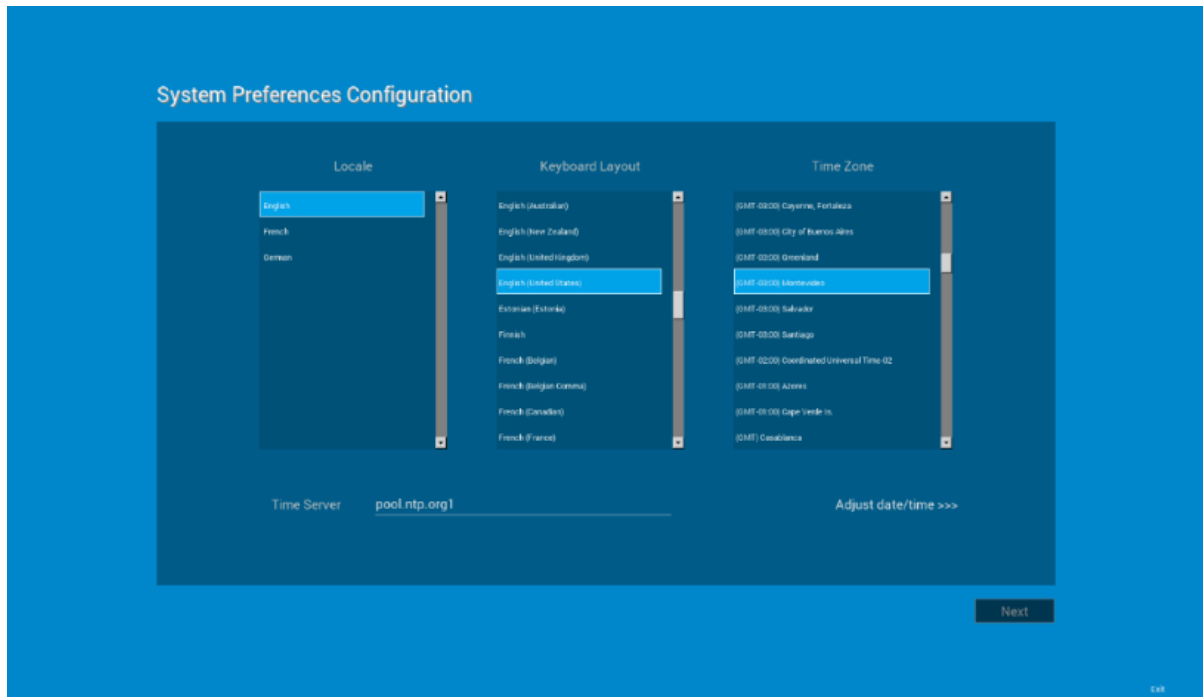 System Preferences Configuration
Locale
English
French
German
Keyboard Layout
English (Australian)
English (New Zealand)
English (United Kingdom)
English (United States)
Estonian (Estonia)
Finnish
French (Belgian)
French (Belgian Comma)
French (Canadian)
French (France)
Time Zone
(GMT-03:00) Cayenne, Fortaleza
(GMT-03:00) City of Buenos Aires
(GMT-03:00) Greenland
(GMT-03:00) Montevideo
(GMT-03:00) Salvador
(GMT-03:00) Santiago
(GMT-02:00) Coordinated Universal Time-02
(GMT-01:00) Azores
(GMT-01:00) Cape Verde Is.
(GMT) Casablanca
Time Server pool.ntp.org1
Adjust date/time >>>
Next
Exit